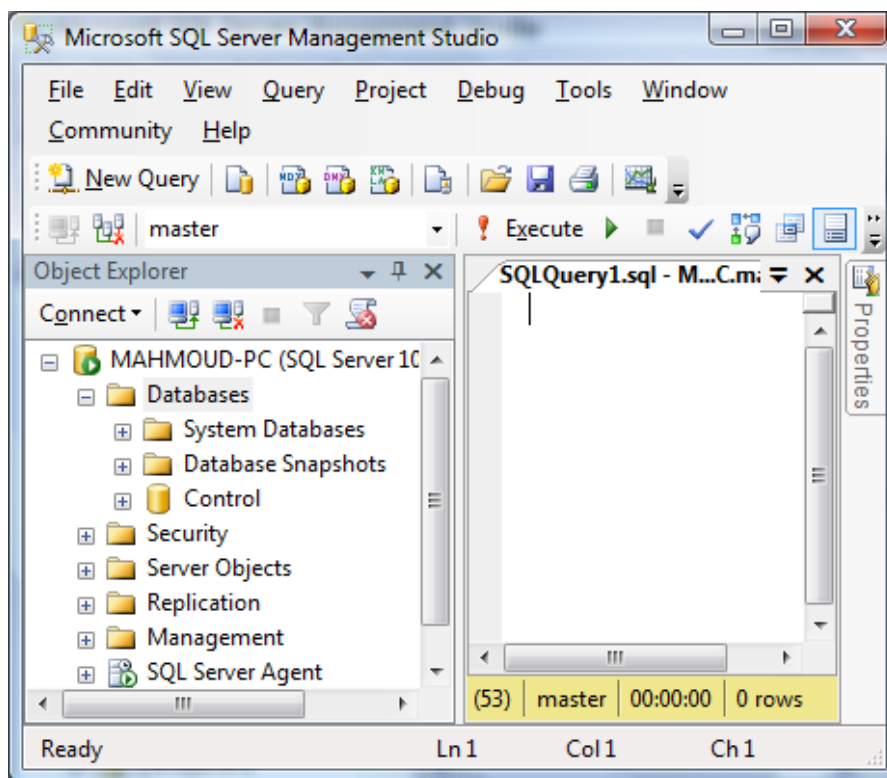 Microsoft SQL Server Management Studio
File Edit View Query Project Debug Tools Window
Community Help
New Query
master
Execute
Object Explorer
SQLQuery1.sql - M...C.ma
Connect
Properties
MAHMOUD-PC (SQL Server 10
Databases
System Databases
Database Snapshots
Control
Security
Server Objects
Replication
Management
SQL Server Agent
(53) master 00:00:00 0 rows
Ready Ln 1 Col 1 Ch 1